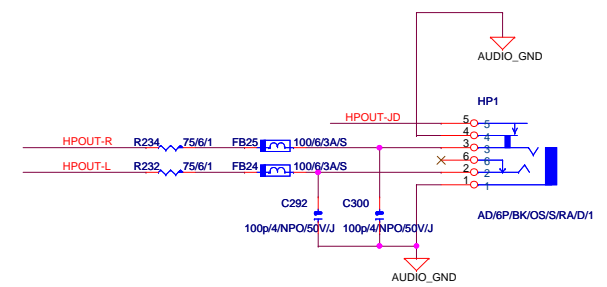 AUDIO_GND
HP1
HPOUT-JD
5 5
4 4
HPOUT-R R234 75/6/1 FB25 100/6/3A/S 3 3
6 6
HPOUT-L R232 75/6/1 FB24 100/6/3A/S 2 2
1 1
C292 C300
100p/4/NPO/50V/J 100p/4/NPO/50V/J
AD/6P/BK/OS/S/RA/D/1
AUDIO_GND